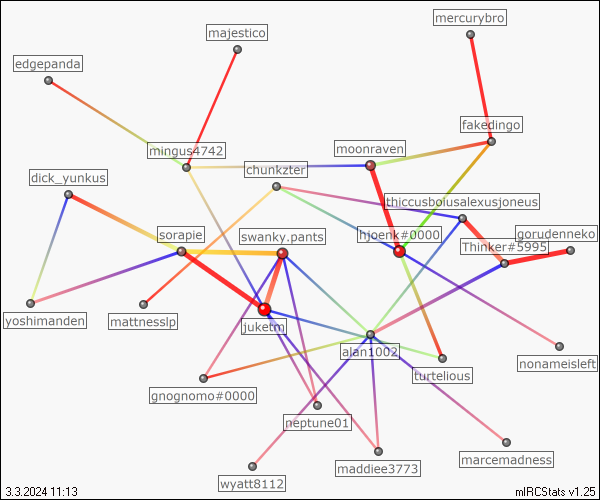 mercurybro
majestico
edgepanda
fakedingo
moonraven
mingus4742
chunkzter
dick_yunkus
thiccusboiusalexusjoneus
sorapie
swanky.pants
hjoenk#0000
gorudenneko
Thinker#5995
yoshimanden
mattnesslp
juketm
alan1002
nonameisleft
turtelious
gnognomo#0000
neptune01
marcemadness
maddiee3773
wyatt8112
3.3.2024 11:13
mIRCStats v1.25